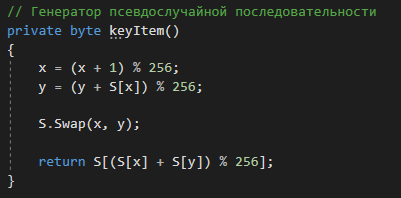 // Генератор псевдослучайной последовательности
private byte keyItem()
{
x = (x + 1) % 256;
y = (y + S[x]) % 256;
S.Swap(x, y);
return S[(S[x] + S[y]) % 256];
}